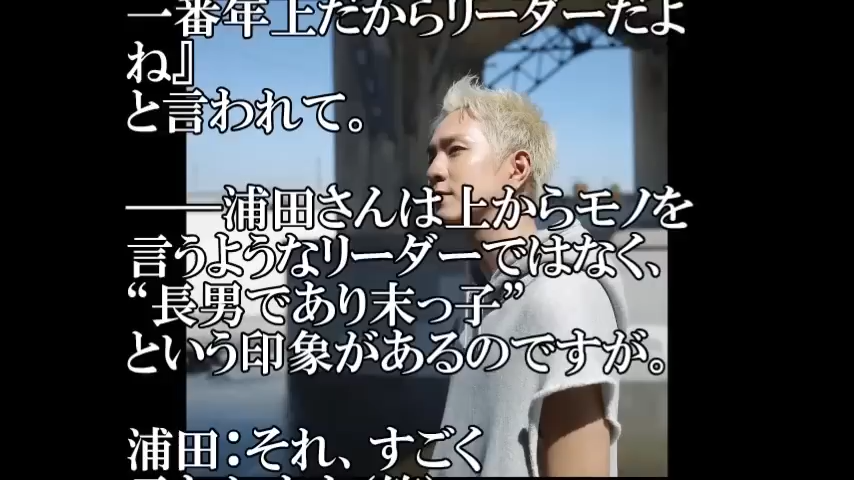 一番年上だからリーダーだよ
ね』
と言われて。
――浦田さんは上からモノを
言うようなリーダーではなく、
“長男であり末っ子”
という印象があるのですが。
浦田：それ、すごく